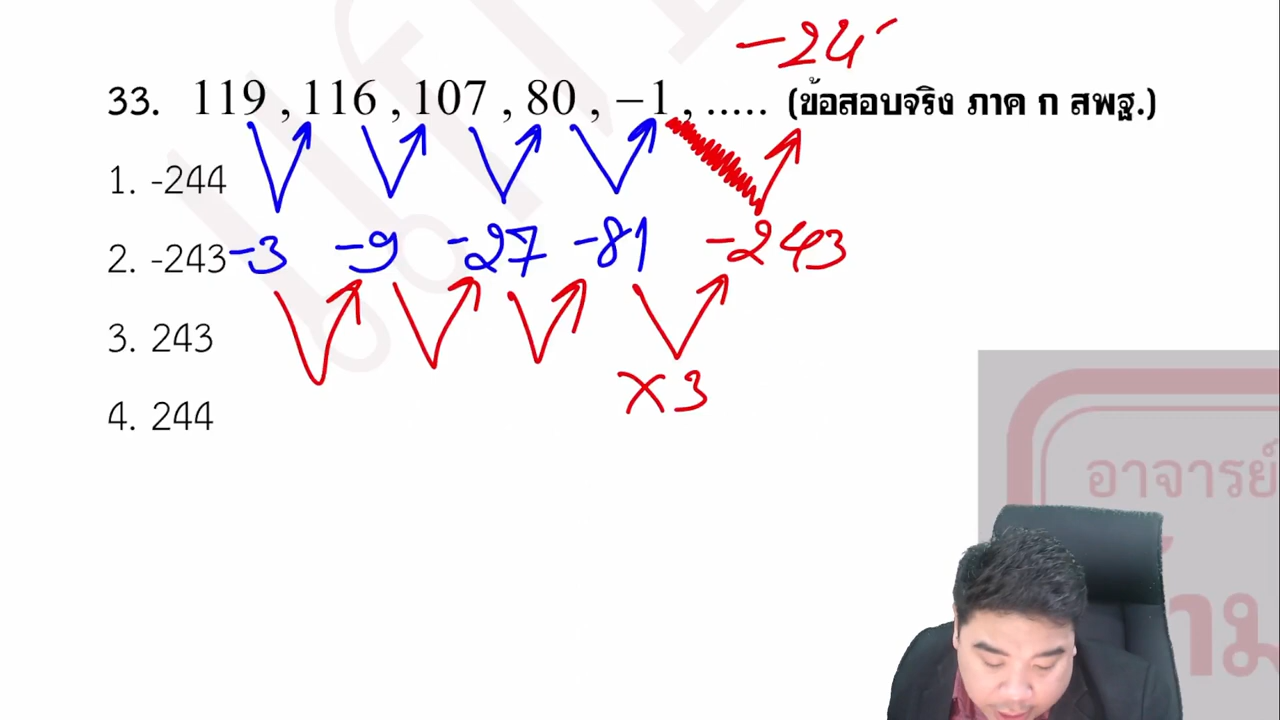 -24
33. 119 , 116 , 107 , 80 , −1 , ..... (ข้อสอบจริง ภาค ก สพฐ.)
1. -244
2. -243
-3 -9 -27 -81 -243
3. 243
×3
4. 244
อาจารย์